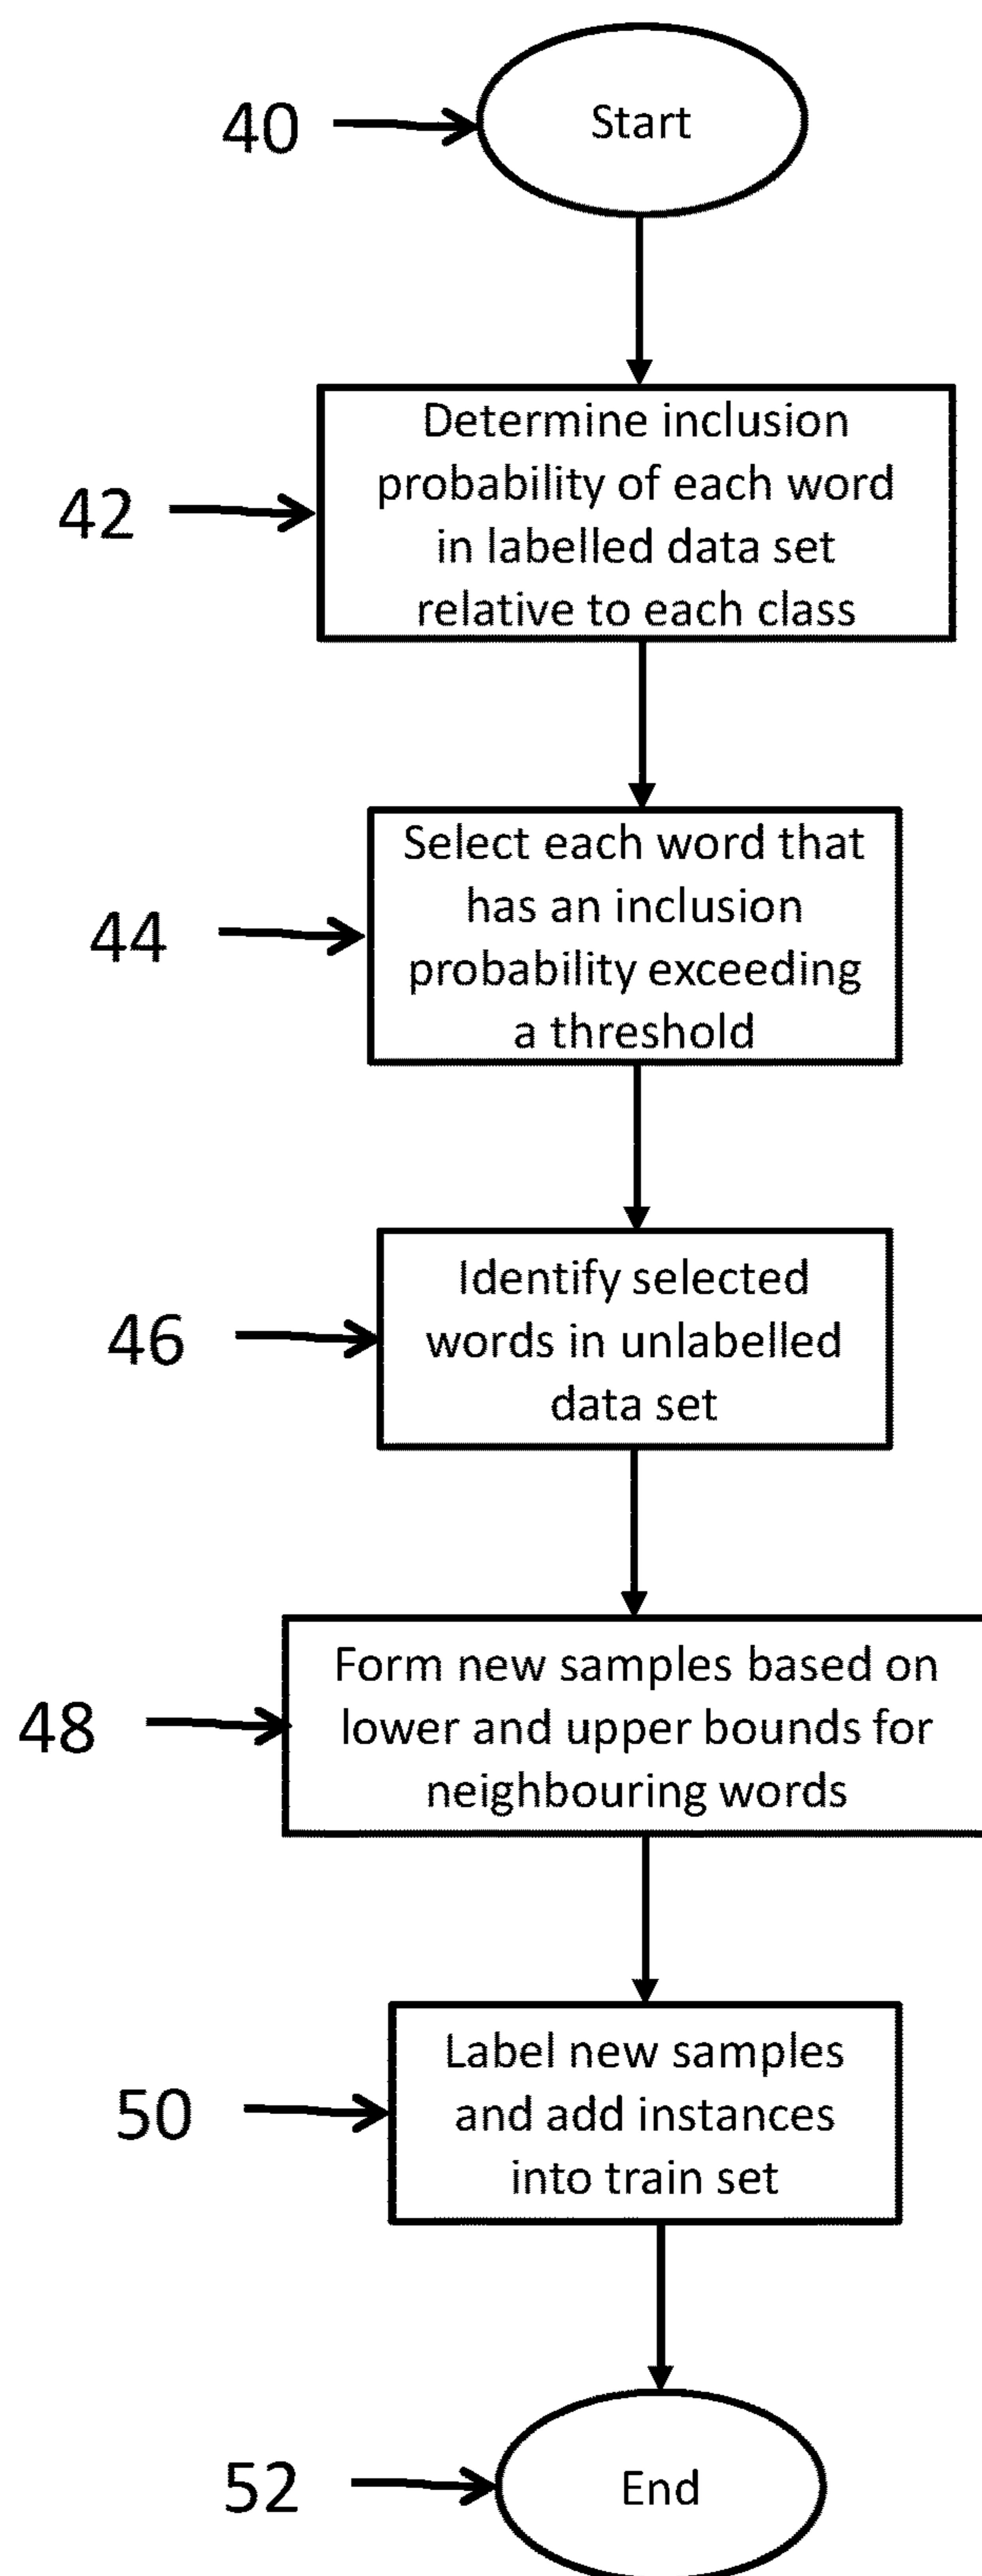 40
Start
42
Determine inclusion
probability of each word
in labelled data set
relative to each class
44
Select each word that
has an inclusion
probability exceeding
a threshold
46
Identify selected
words in unlabelled
data set
48
Form new samples based on
lower and upper bounds for
neighbouring words
50
Label new samples
and add instances
into train set
52
End